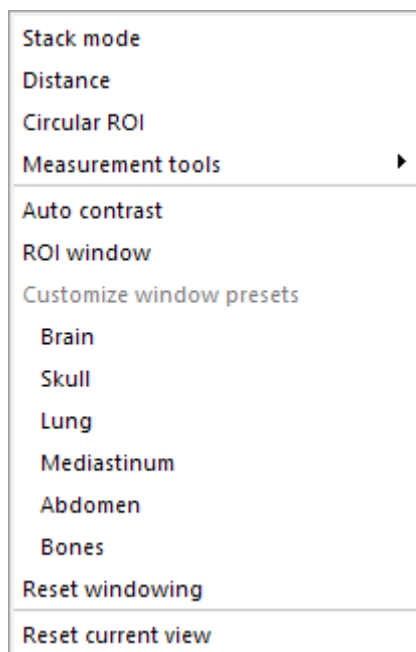 Stack mode
Distance
Circular ROI
Measurement tools
Auto contrast
ROI window
Customize window presets
Brain
Skull
Lung
Mediastinum
Abdomen
Bones
Reset windowing
Reset current view